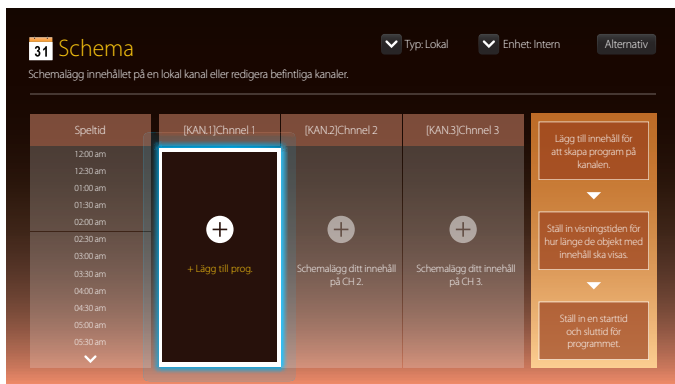 31 Schema
Typ: Lokal
Enhet: Intern
Alternativ
Schemalägg innehållet på en lokal kanal eller redigera befintliga kanaler.
Speltid
[KAN.1]Chnnel 1
[KAN.2]Chnnel 2
[KAN.3]Chnnel 3
12:00 am
12:30 am
01:00 am
01:30 am
02:00 am
02:30 am
03:00 am
03:30 am
04:00 am
04:30 am
05:00 am
05:30 am
+ Lägg till prog.
Schemalägg ditt innehåll
på CH 2.
Schemalägg ditt innehåll
på CH 3.
Lägg till innehåll för
att skapa program på
kanalen.
Ställ in visningstiden för
hur länge de objekt med
innehåll ska visas.
Ställ in en starttid
och sluttid för
programmet.